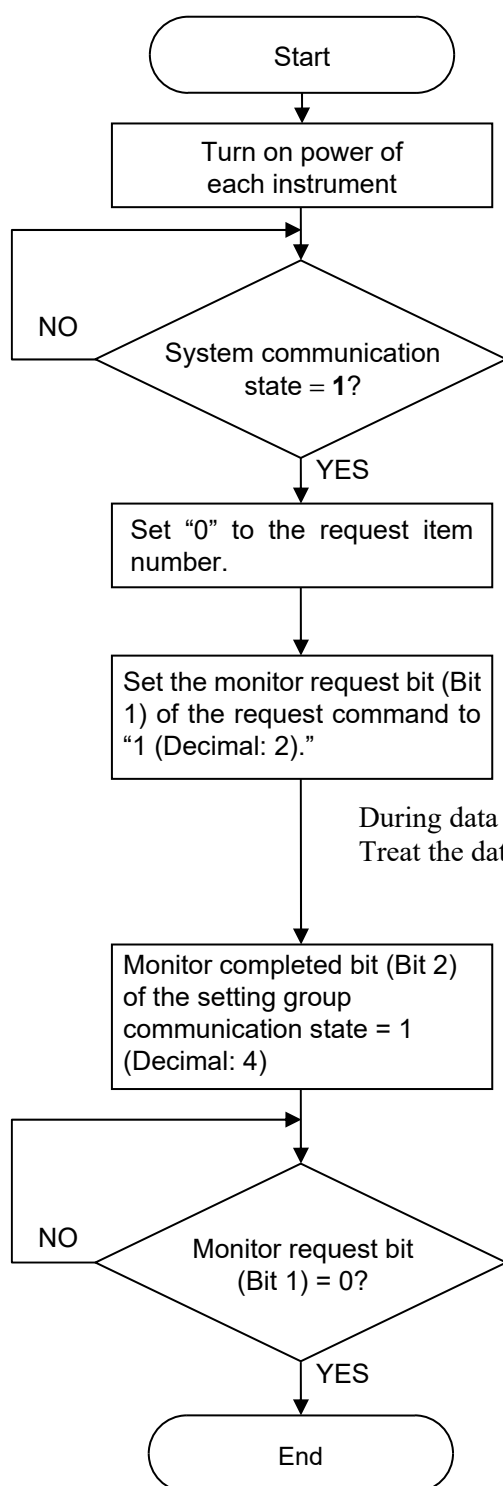 Start
Turn on power of
each instrument
NO
System communication
state = 1?
YES
Set “0” to the request item
number.
Set the monitor request bit (Bit
1) of the request command to
“1 (Decimal: 2).”
During data
Treat the
Monitor completed bit (Bit 2)
of the setting group
communication state = 1
(Decimal: 4)
NO
Monitor request bit
(Bit 1) = 0?
YES
End